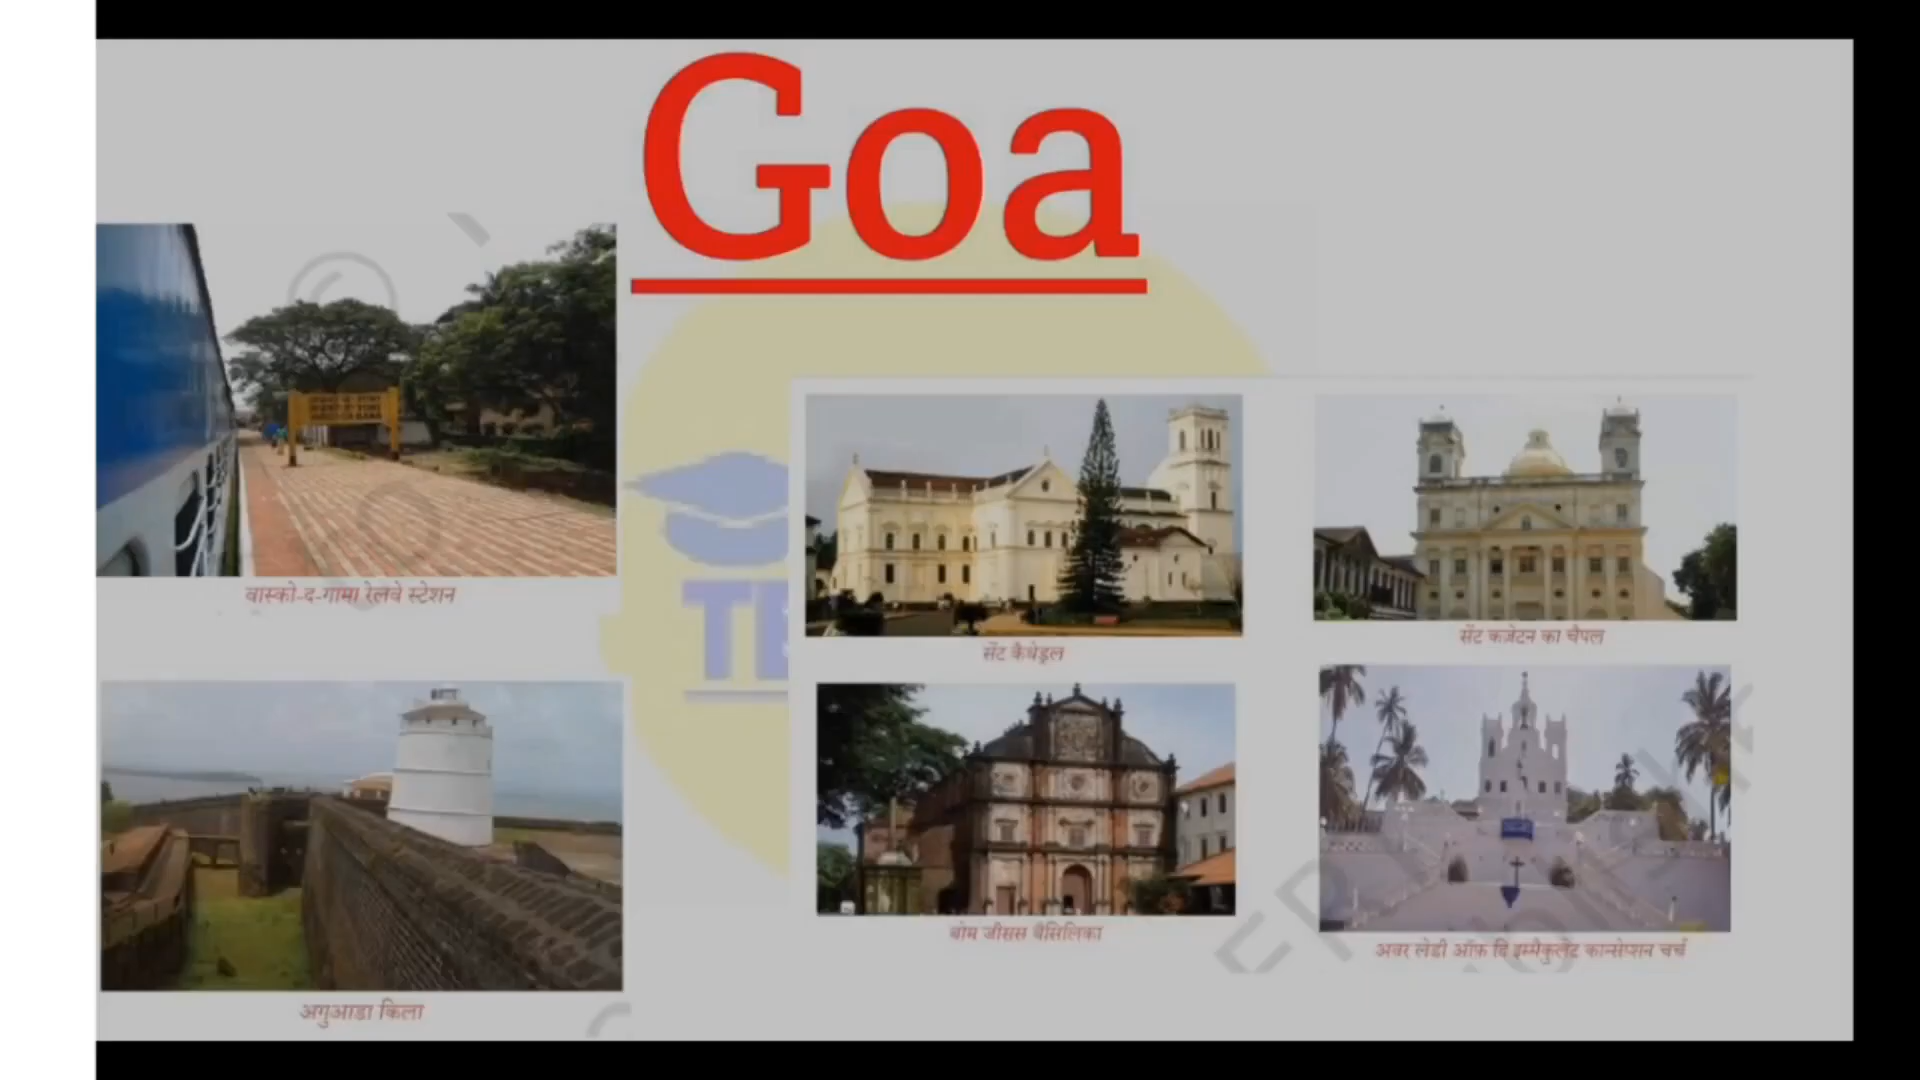 Goa
वास्को-द-गामा रेलवे स्टेशन
सेंट कैथेड्रल
सेंट कजेटन का चैपल
बोम जीसस बैसिलिका
अवर लेडी ऑफ़ दि इम्मैकुलेट कान्सेप्शन चर्च
अगुआडा किला